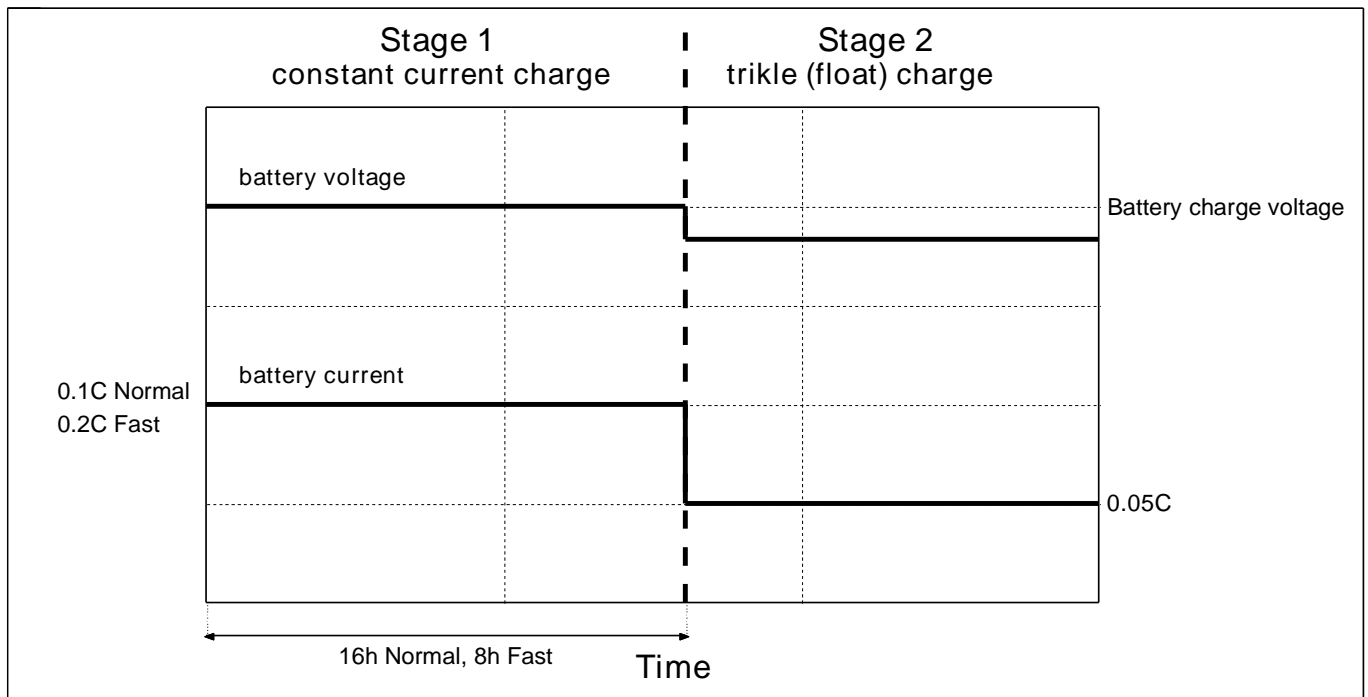 Stage 1
constant current charge
Stage 2
trikle (float) charge
battery voltage
Battery charge voltage
battery current
0.1C Normal
0.2C Fast
0.05C
16h Normal, 8h Fast
Time